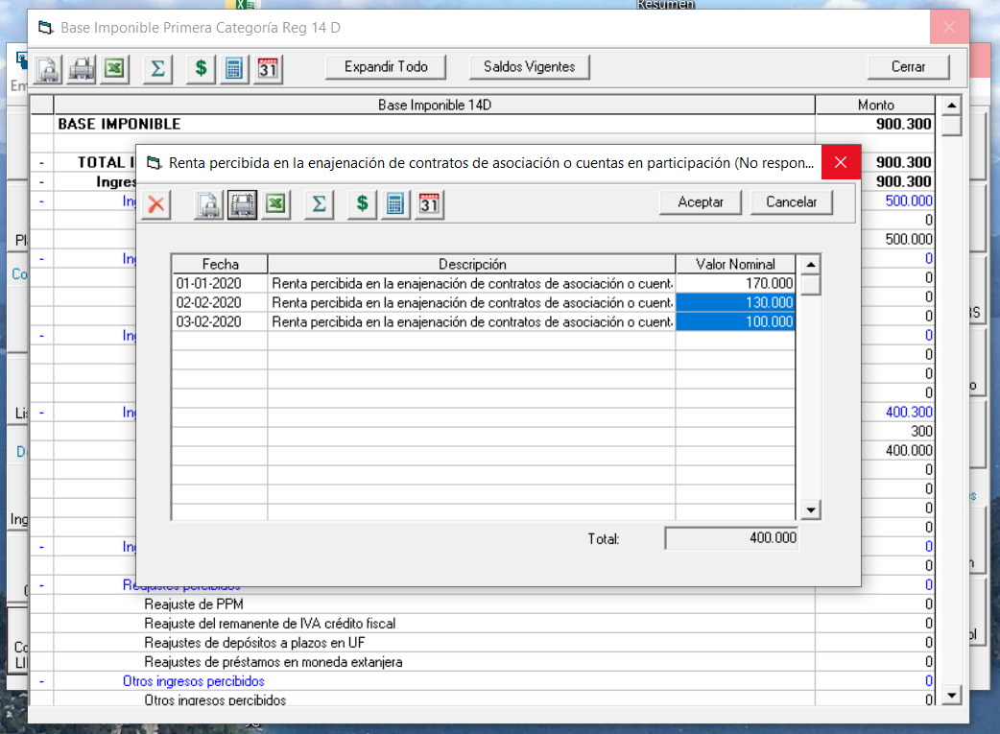 Resumen
Base Imponible Primera Categoría Reg 14 D
Em
31
Expandir Todo
Saldos Vigentes
Cerrar
Base Imponible 14D
Monto
BASE IMPONIBLE
900.300
- TOTAL I
900.300
- Ingres
900.300
- Ing
500.000
0
500.000
- Ing
0
0
0
0
- Ing
0
0
0
0
- Ing
400.300
300
400.000
0
0
0
0
- Ing
0
0
- Reajustes percibidos
0
Reajuste de PPM
0
Reajuste del remanente de IVA crédito fiscal
0
Reajustes de depósitos a plazos en UF
0
Reajustes de préstamos en moneda extanjera
0
- Otros ingresos percibidos
0
Otros ingresos percibidos
0
Renta percibida en la enajenación de contratos de asociación o cuentas en participación (No respon...
31
Aceptar
Cancelar
Fecha
Descripción
Valor Nominal
01-01-2020
Renta percibida en la enajenación de contratos de asociación o cuent
170.000
02-02-2020
Renta percibida en la enajenación de contratos de asociación o cuent
130.000
03-02-2020
Renta percibida en la enajenación de contratos de asociación o cuent
100.000
Total:
400.000
Pl
Co
Lis
D
Ing
Co
LI